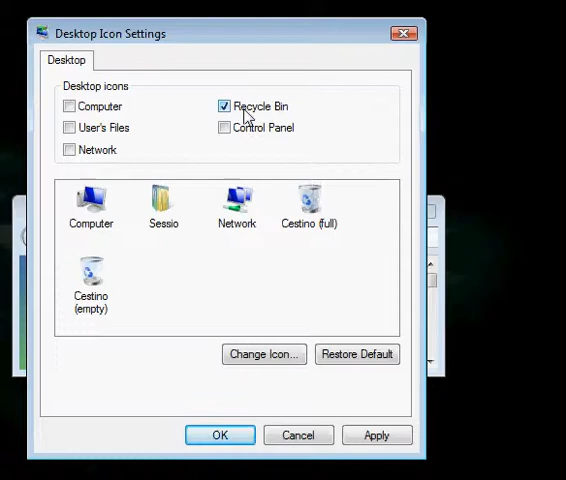 Desktop Icon Settings
Desktop
Desktop icons
Computer
Recycle Bin
User's Files
Control Panel
Network
Computer
Sessio
Network
Cestino (full)
Cestino
(empty)
Change Icon...
Restore Default
OK
Cancel
Apply